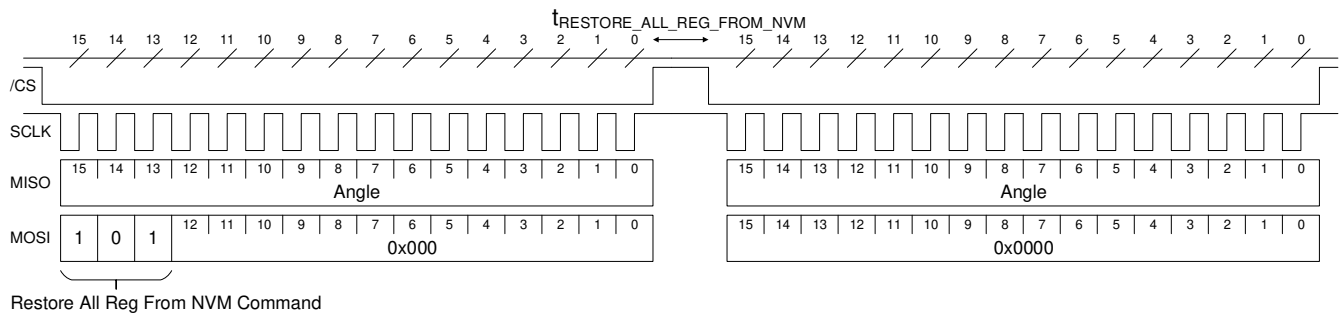 tRESTORE_ALL_REG_FROM_NVM
15 14 13 12 11 10 9 8 7 6 5 4 3 2 1 0 15 14 13 12 11 10 9 8 7 6 5 4 3 2 1 0
/CS
SCLK
MISO 15 14 13 12 11 10 9 8 7 6 5 4 3 2 1 0 15 14 13 12 11 10 9 8 7 6 5 4 3 2 1 0
Angle Angle
MOSI 1 0 1 12 11 10 9 8 7 6 5 4 3 2 1 0 15 14 13 12 11 10 9 8 7 6 5 4 3 2 1 0
0x000 0x0000
Restore All Reg From NVM Command